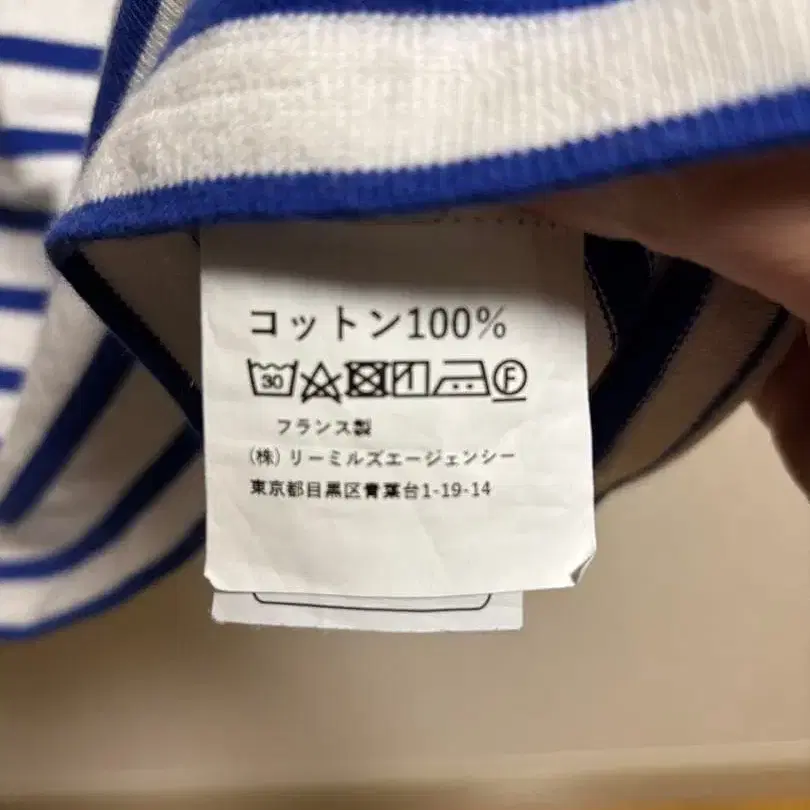 コットン100%
30 F
フランス製
(株) リーミルズエージェンシー
東京都目黒区青葉台1-19-14